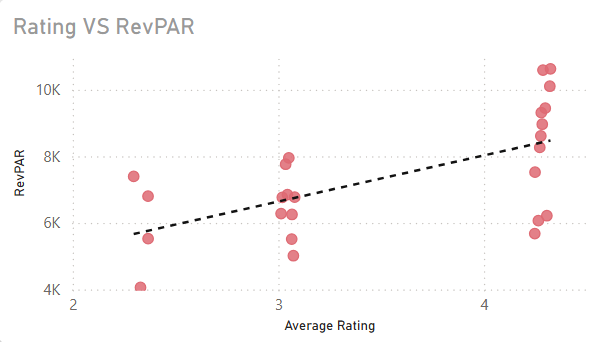 Rating VS RevPAR
RevPAR
10K
8K
6K
4K
2
3
4
Average Rating